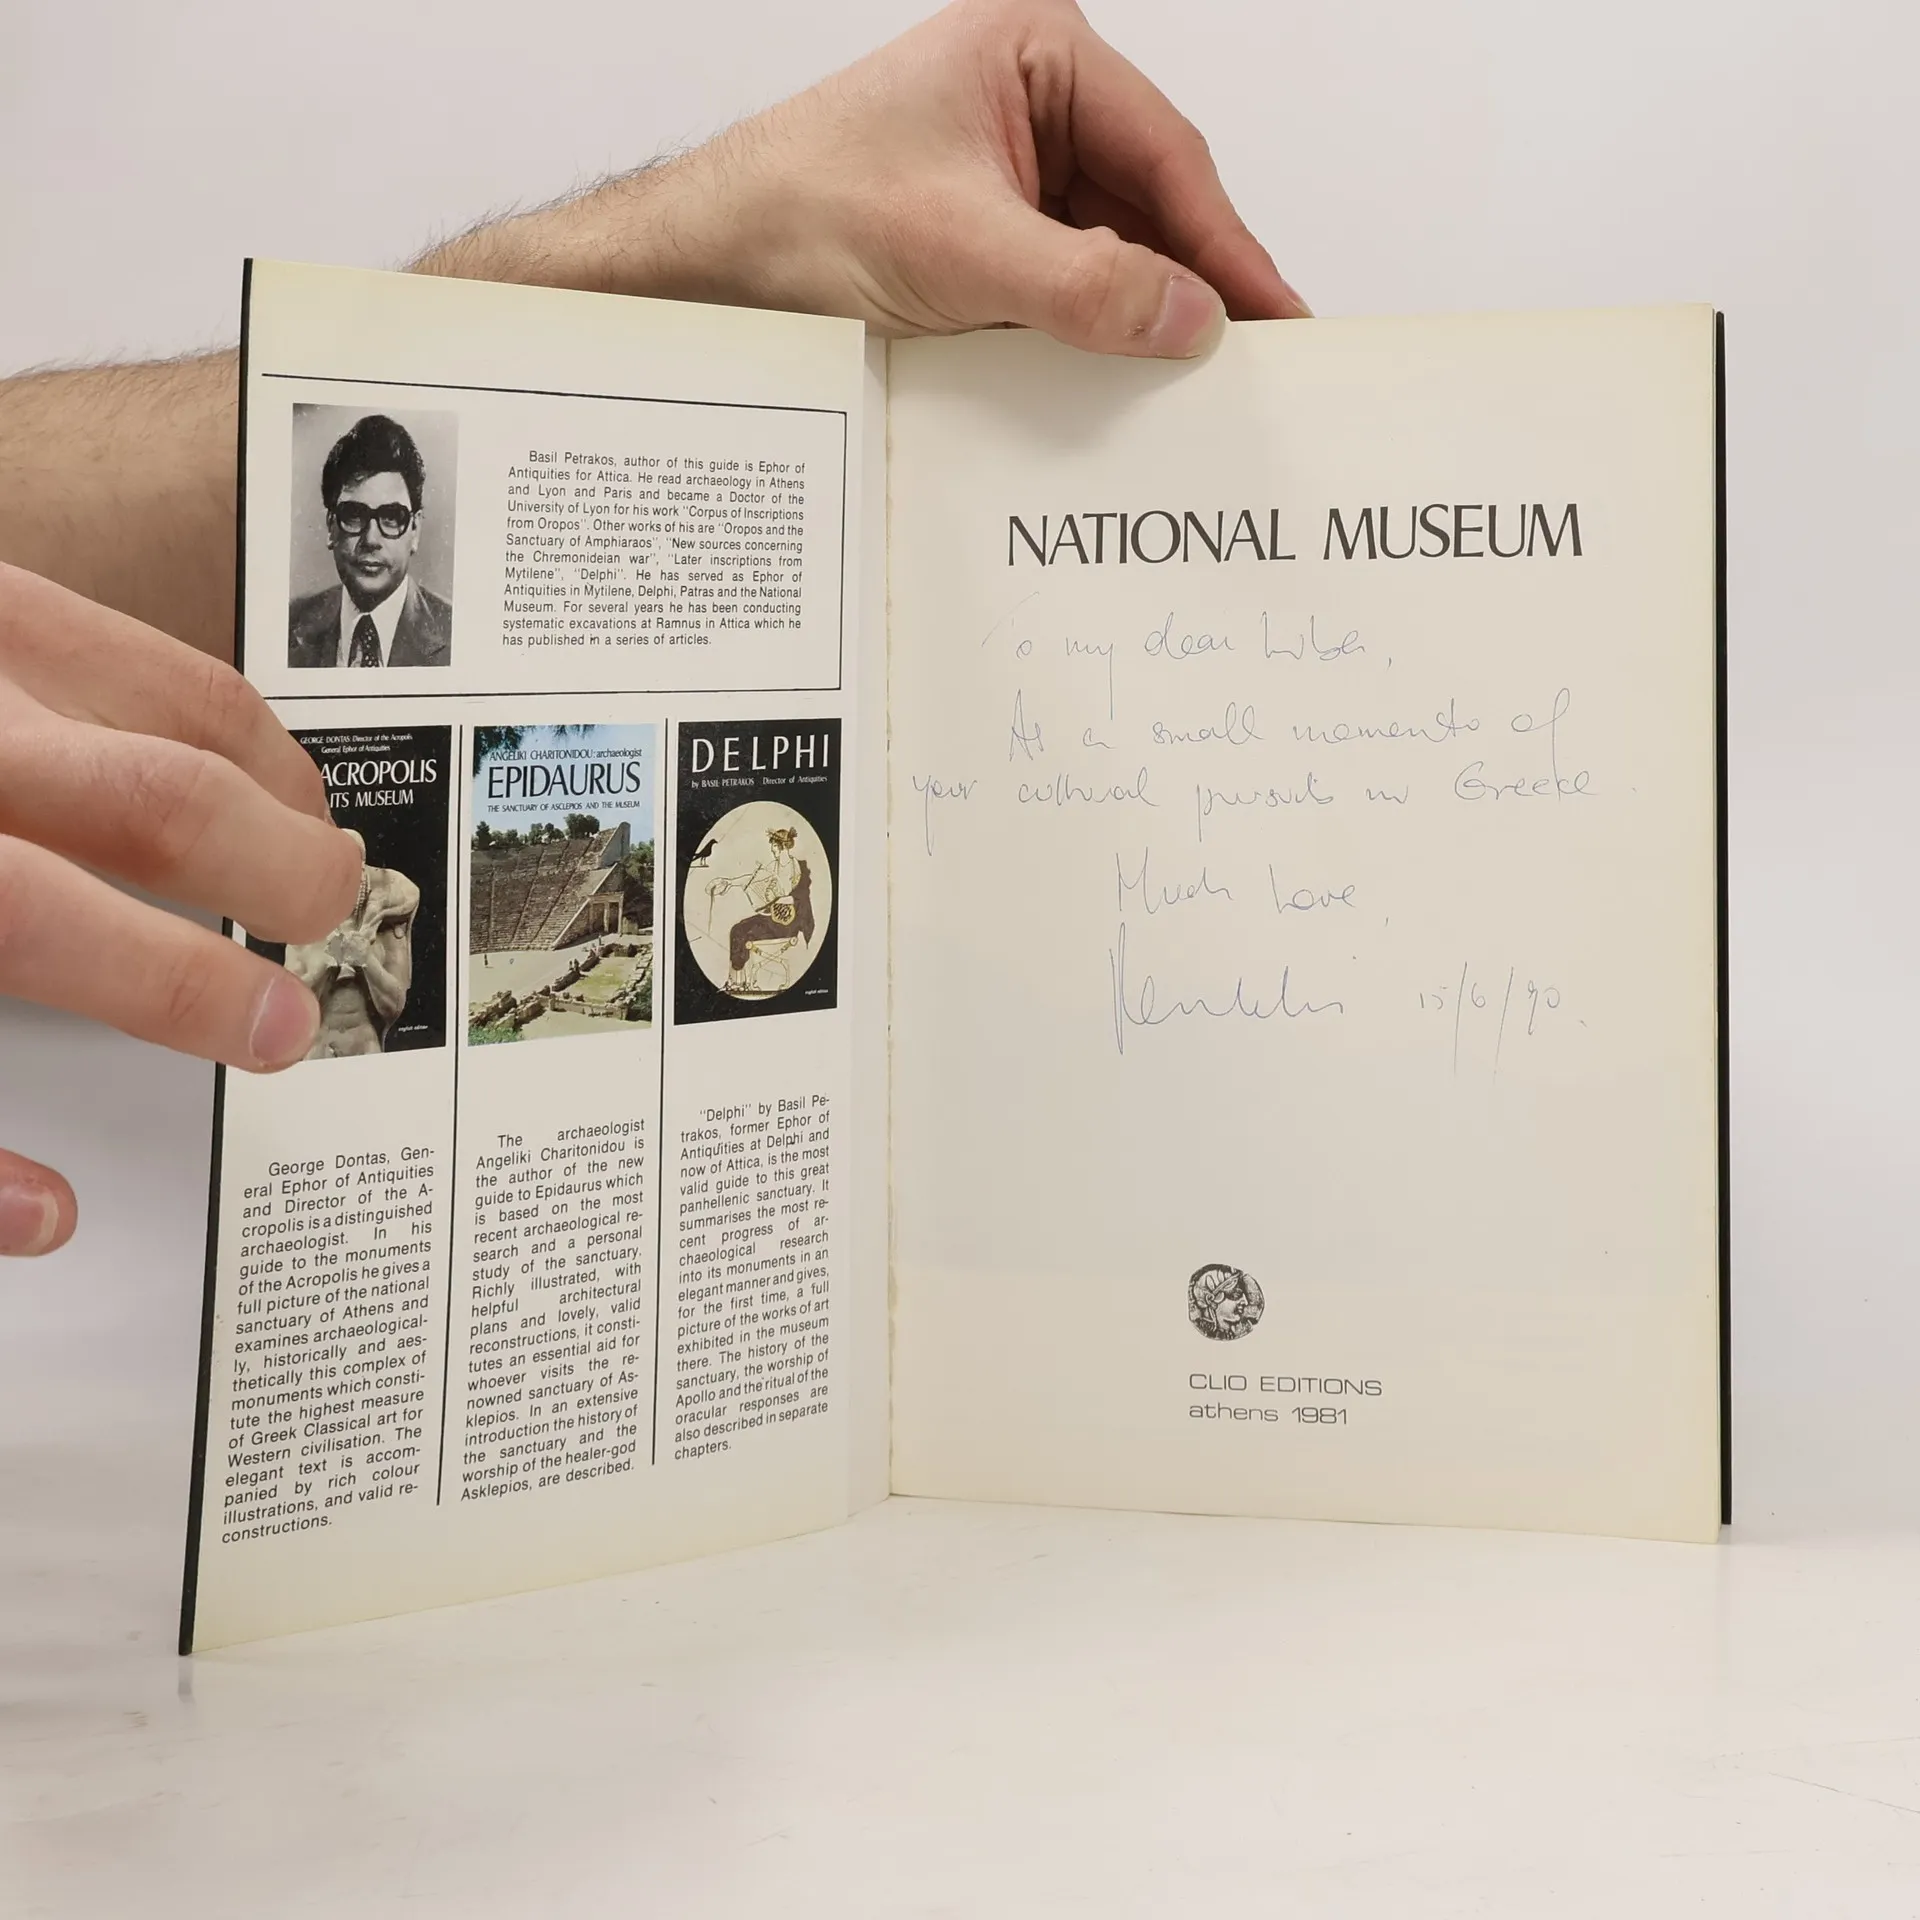 Basil Petrakos, author of this guide is Ephor of
Antiquities for Attica. He read archaeology in Athens
and Lyon and Paris and became a Doctor of the
University of Lyon for his work "Corpus of Inscriptions
from Oropos". Other works of his are "Oropos and the
Sanctuary of Amphiaraos", "New sources concerning
the Chremonideian war", "Later inscriptions from
Mytilene", "Delphi". He has served as Ephor of
Antiquities in Mytilene, Delphi, Patras and the National
Museum. For several years he has been conducting
systematic excavations at Ramnus in Attica which he
has published in a series of articles.
GEORGE DONTAS: Director of the Acropolis
General Ephor of Antiquities
ACROPOLIS
ITS MUSEUM
english edition
George Dontas, Gen-
eral Ephor of Antiquities
and Director of the A-
cropolis is a distinguished
archaeologist. In his
guide to the monuments
of the Acropolis he gives a
full picture of the national
sanctuary of Athens and
examines archaeological-
ly, historically and aes-
thetically this complex of
monuments which consti-
tute the highest measure
of Greek Classical art for
Western civilisation. The
elegant text is accom-
panied by rich colour
illustrations, and valid re-
constructions.
ANGELIKI CHARITONIDOU: archaeologist
EPIDAURUS
THE SANCTUARY OF ASCLEPIOS AND THE MUSEUM
The archaeologist
Angeliki Charitonidou is
the author of the new
guide to Epidaurus which
is based on the most
recent archaeological re-
search and a personal
study of the sanctuary.
Richly illustrated, with
helpful architectural
plans and lovely, valid
reconstructions, it consti-
tutes an essential aid for
whoever visits the re-
nowned sanctuary of As-
klepios. In an extensive
introduction the history of
the sanctuary and the
worship of the healer-god
Asklepios, are described.
DELPHI
by BASIL PETRAKOS Director of Antiquities
english edition
"Delphi" by Basil Pe-
trakos, former Ephor of
Antiquities at Delphi and
now of Attica, is the most
valid guide to this great
panhellenic sanctuary. It
summarises the most re-
cent progress of ar-
chaeological research
into its monuments in an
elegant manner and gives,
for the first time, a full
picture of the works of art
exhibited in the museum
there. The history of the
sanctuary, the worship of
Apollo and the ritual of the
oracular responses are
also described in separate
chapters.
NATIONAL MUSEUM
To my dear
As a small momento of
your cultural pursuits in Greece.
Much Love,
15/6/90.
CLIO EDITIONS
athens 1981